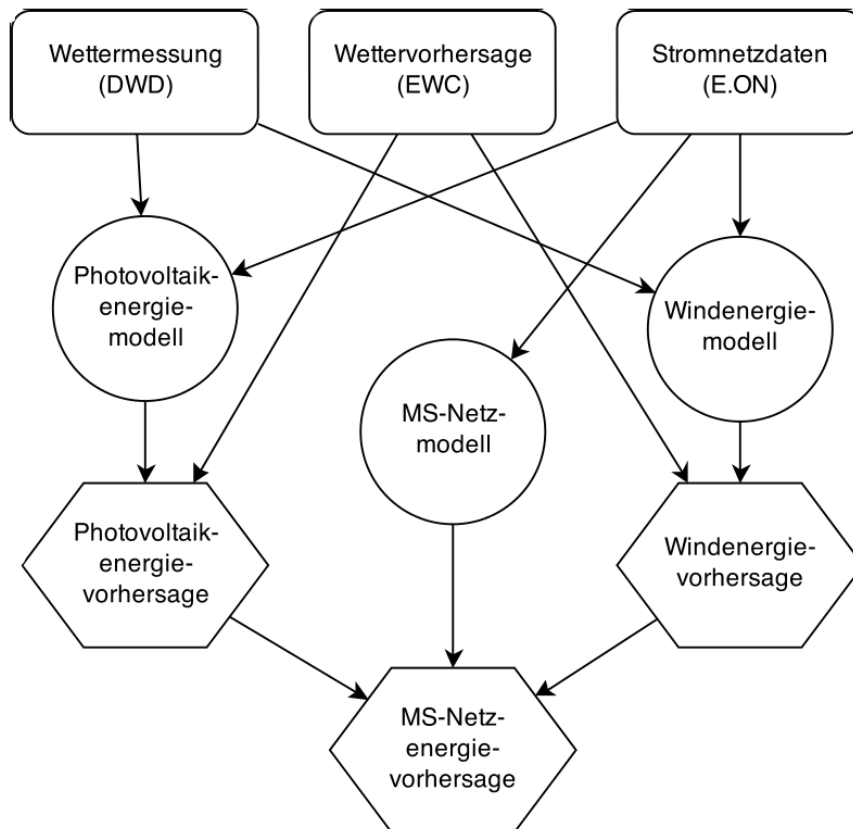 Wettermessung
(DWD)
Wettervorhersage
(EWC)
Stromnetzdaten
(E.ON)
Photovoltaik-
energie-
modell
Windenergie-
modell
MS-Netz-
modell
Photovoltaik-
energie-
vorhersage
Windenergie-
vorhersage
MS-Netz-
energie-
vorhersage